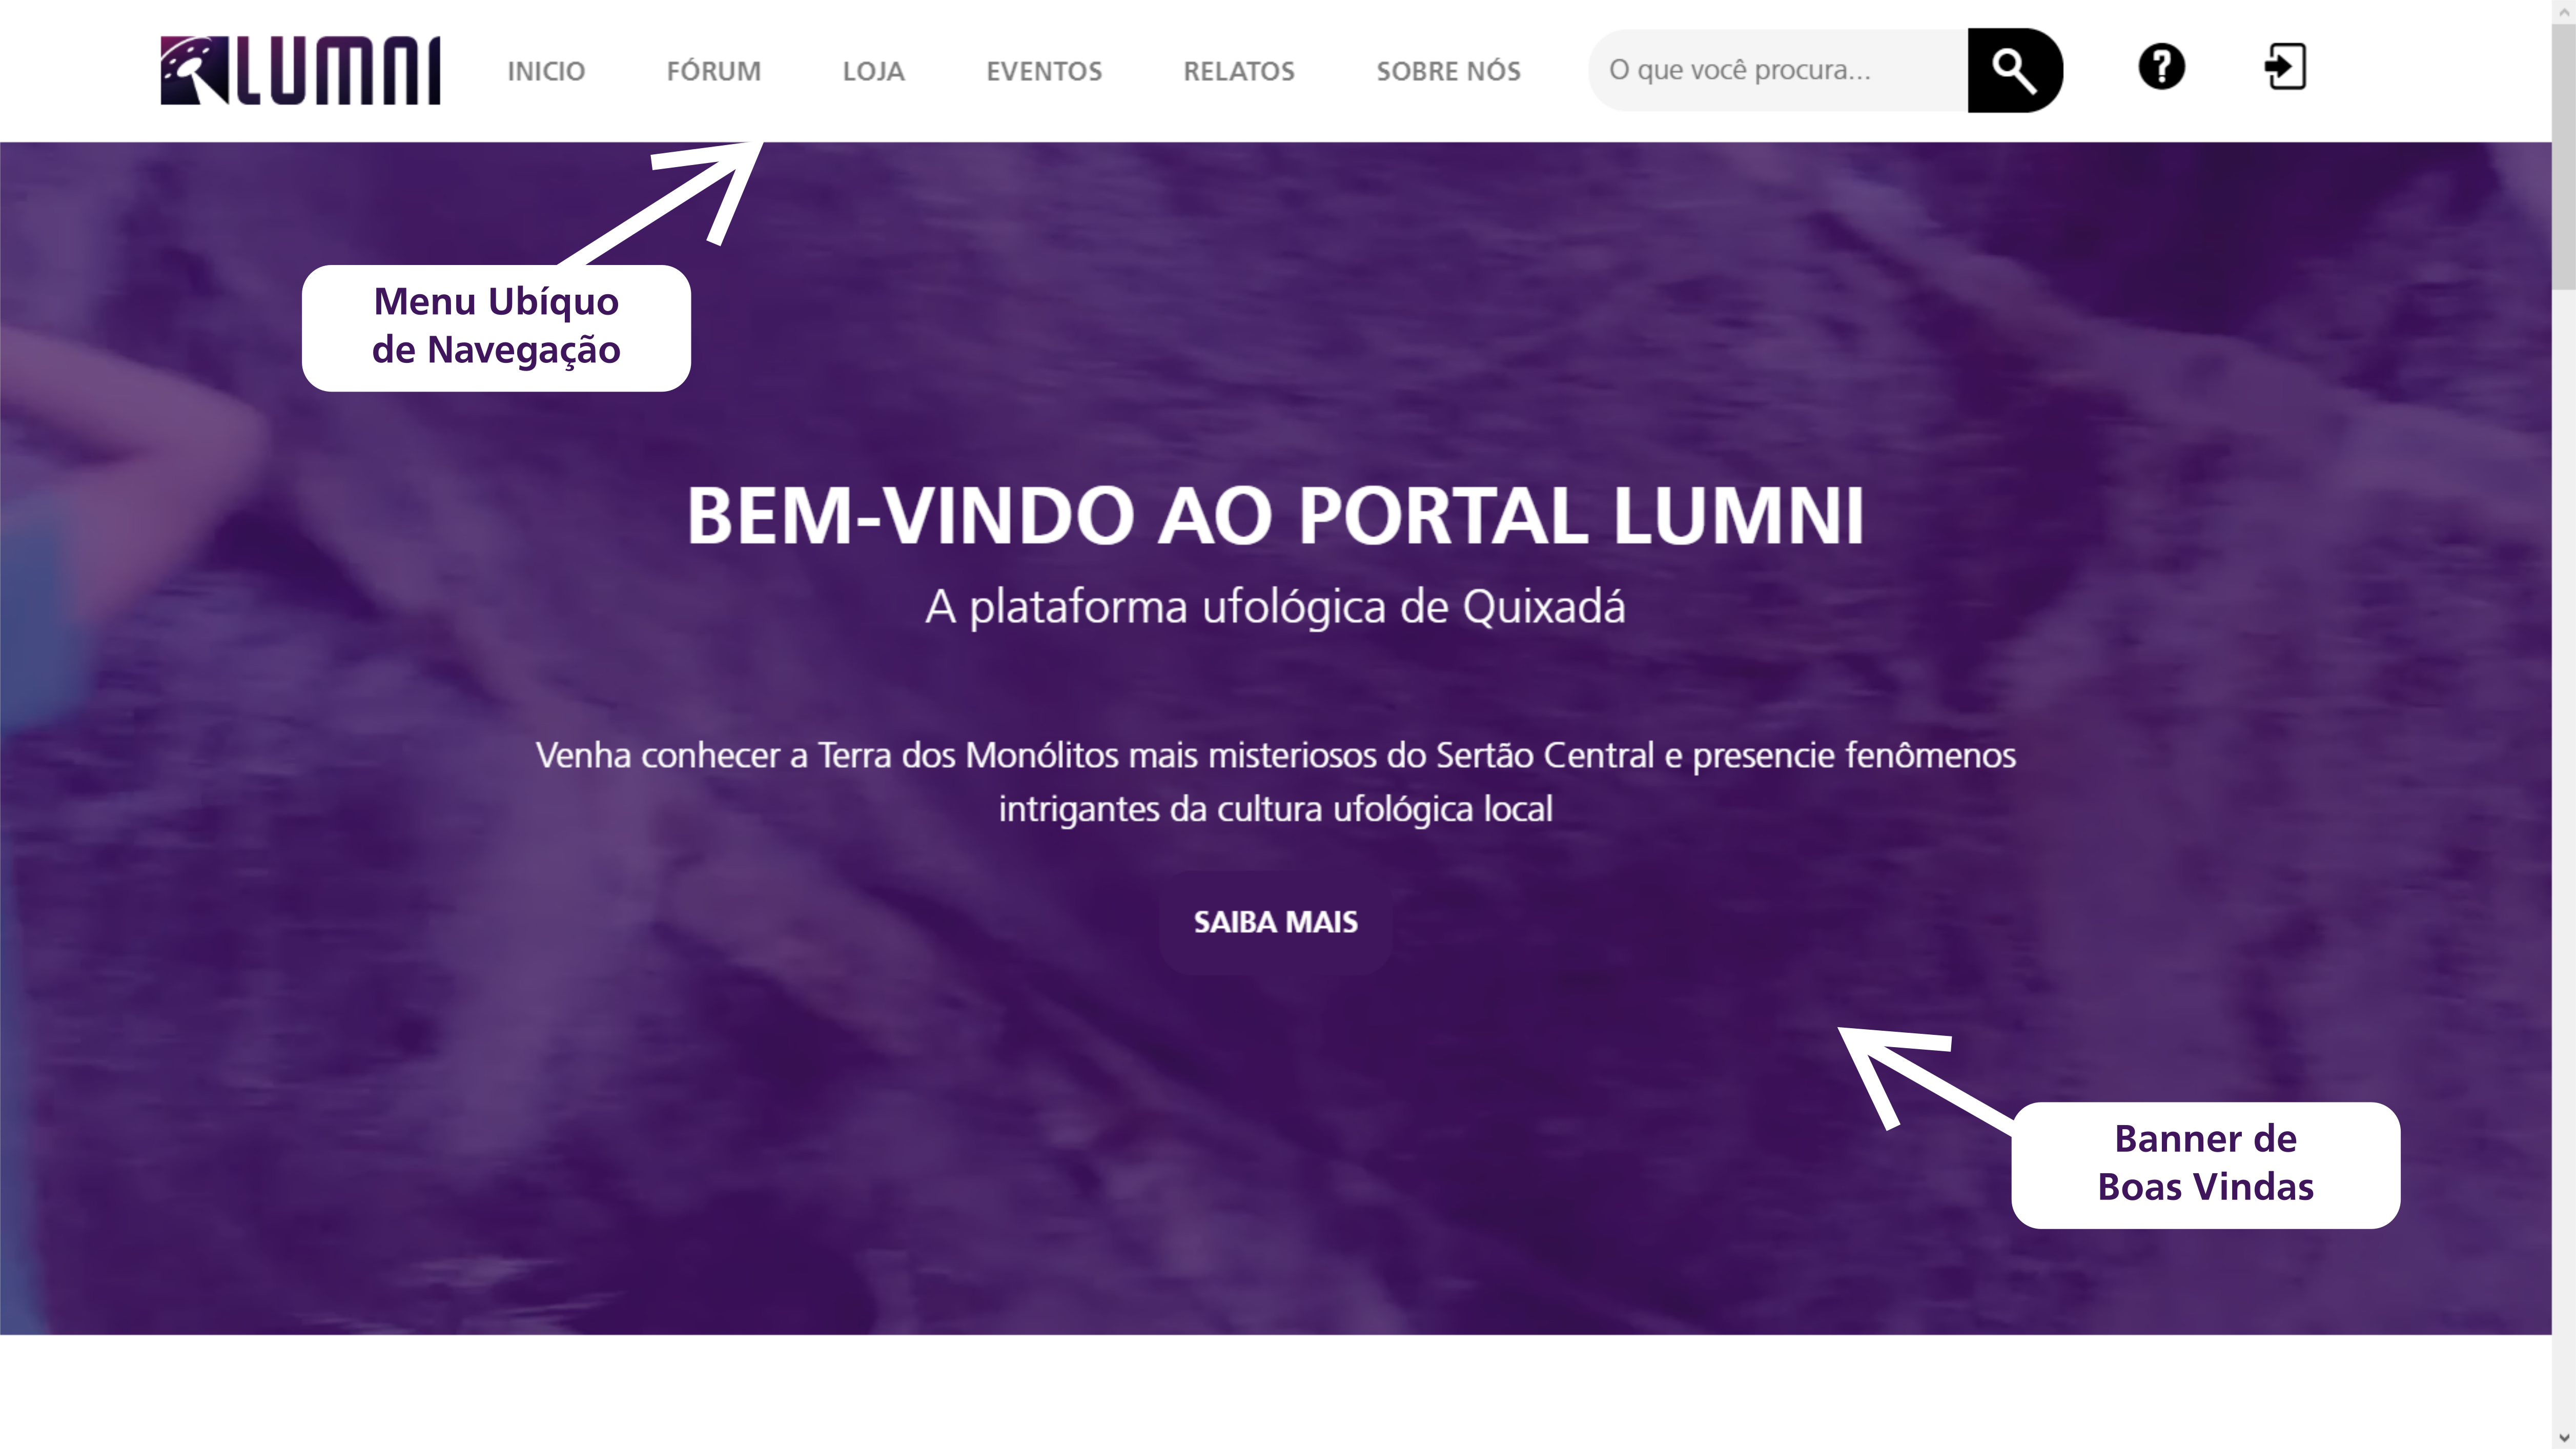 LUMNI
INICIO FÓRUM LOJA EVENTOS RELATOS SOBRE NÓS O que você procura... ?
Menu Ubíquo
de Navegação
BEM-VINDO AO PORTAL LUMNI
A plataforma ufológica de Quixadá
Venha conhecer a Terra dos Monólitos mais misteriosos do Sertão Central e presencie fenômenos
intrigantes da cultura ufológica local
SAIBA MAIS
Banner de
Boas Vindas